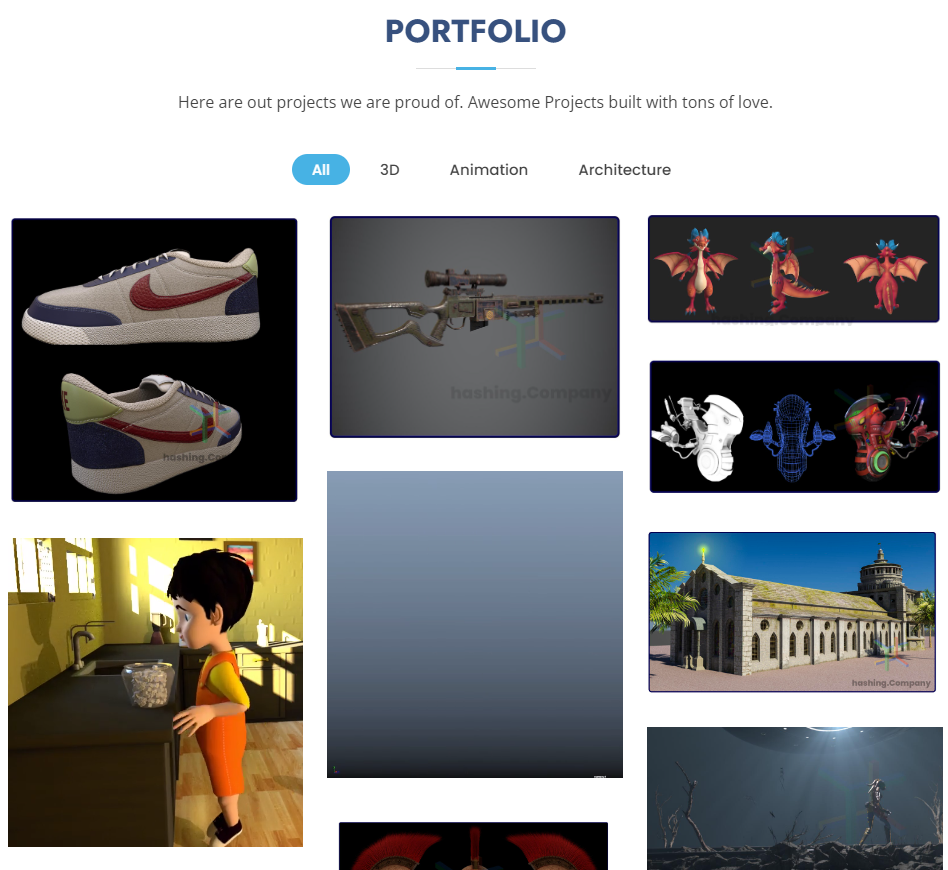 PORTFOLIO
Here are out projects we are proud of. Awesome Projects built with tons of love.
All
3D
Animation
Architecture
hashing.Company
hashing.Company
hashing.Com
hashing.Company